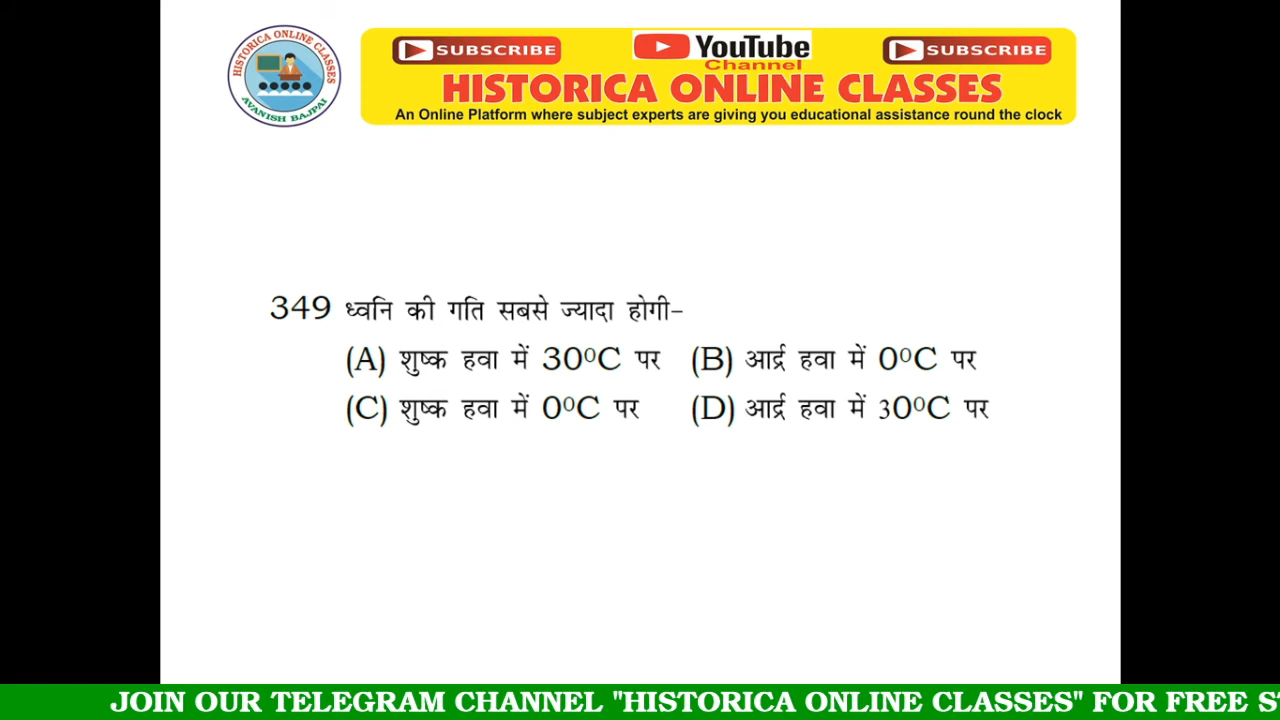 HISTORICA ONLINE CLASSES
AVANISH BAJPAI
SUBSCRIBE
YouTube
SUBSCRIBE
Channel
HISTORICA ONLINE CLASSES
An Online Platform where subject experts are giving you educational assistance round the clock
349 ध्वनि की गति सबसे ज्यादा होगी-
(A) शुष्क हवा में 30⁰C पर (B) आर्द्र हवा में 0⁰C पर
(C) शुष्क हवा में 0⁰C पर (D) आर्द्र हवा में 30⁰C पर
JOIN OUR TELEGRAM CHANNEL "HISTORICA ONLINE CLASSES" FOR FREE S